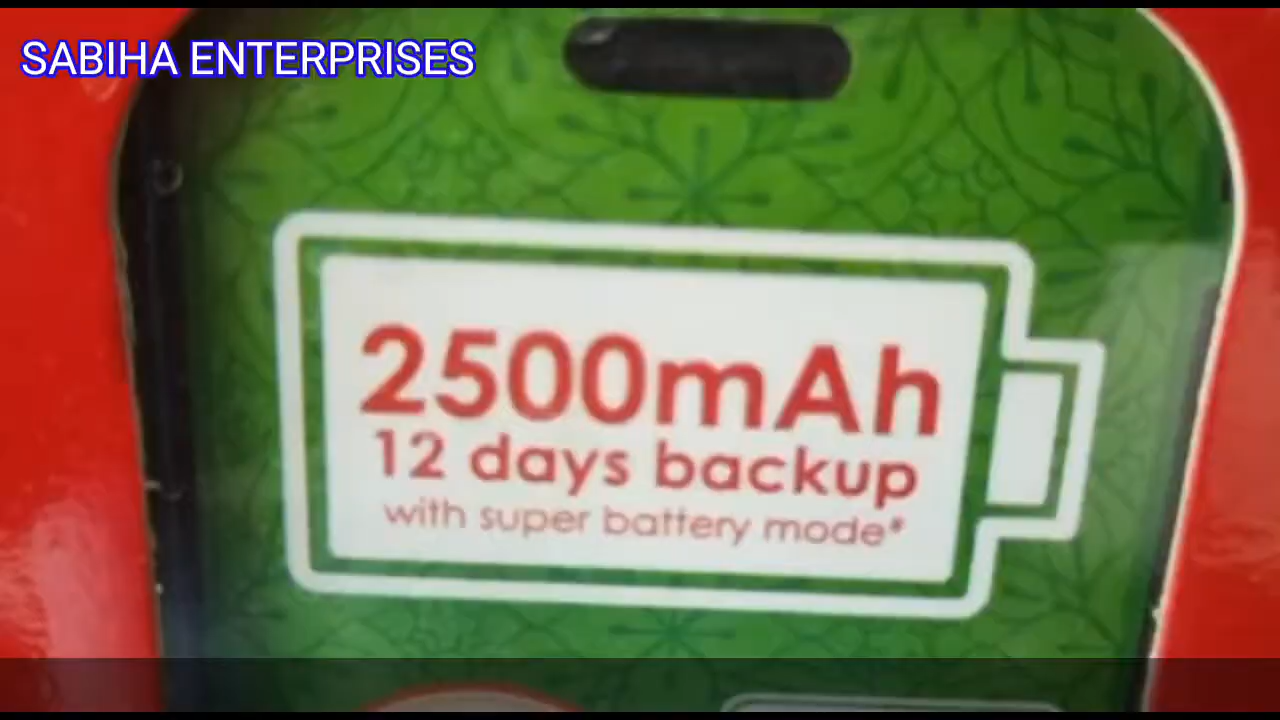 SABIHA ENTERPRISES
2500mAh
12 days backup
with super battery mode*